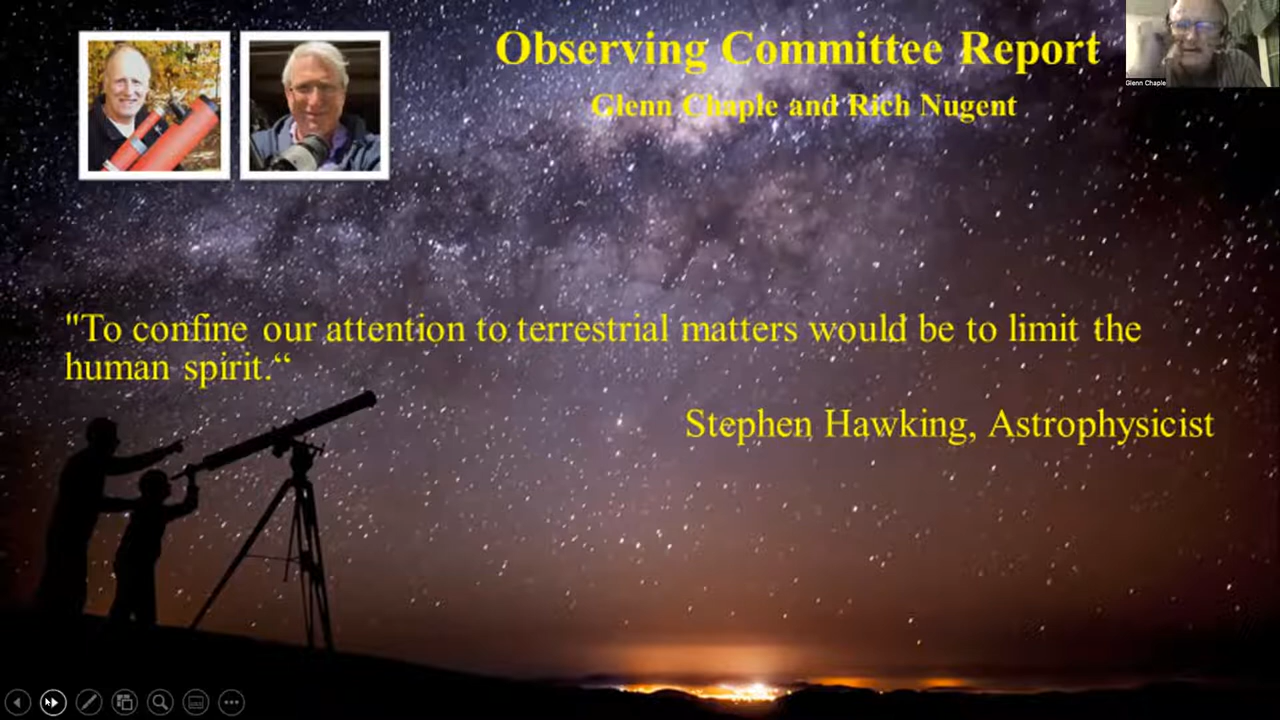 Observing Committee Report
Glenn Chaple and Rich Nugent
Glenn Chaple
"To confine our attention to terrestrial matters would be to limit the
human spirit.“
Stephen Hawking, Astrophysicist